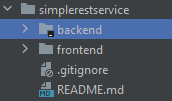 simplerestservice
backend
frontend
.gitignore
README.md